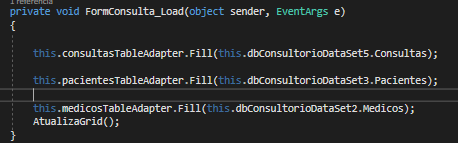 1 referência
private void FormConsulta_Load(object sender, EventArgs e)
{
this.consultasTableAdapter.Fill(this.dbConsultorioDataSet5.Consultas);
this.pacientesTableAdapter.Fill(this.dbConsultorioDataSet3.Pacientes);
this.medicosTableAdapter.Fill(this.dbConsultorioDataSet2.Medicos);
AtualizaGrid();
}